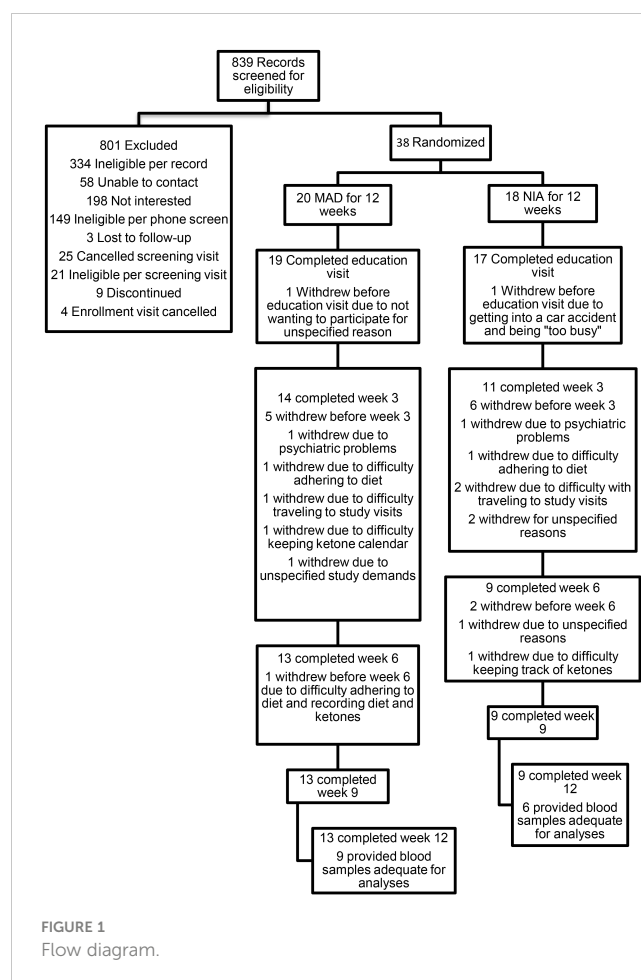 839 Records
screened for
eligibility
801 Excluded
334 Ineligible per record
58 Unable to contact
198 Not interested
149 Ineligible per phone screen
3 Lost to follow-up
25 Cancelled screening visit
21 Ineligible per screening visit
9 Discontinued
4 Enrollment visit cancelled
38 Randomized
20 MAD for 12
weeks
18 NIA for 12
weeks
19 Completed education
visit
1 Withdrew before
education visit due to not
wanting to participate for
unspecified reason
17 Completed education
visit
1 Withdrew before
education visit due to
getting into a car accident
and being "too busy"
14 completed week 3
5 withdrew before week 3
1 withdrew due to
psychiatric problems
1 withdrew due to difficulty
adhering to diet
1 withdrew due to difficulty
traveling to study visits
1 withdrew due to difficulty
keeping ketone calendar
1 withdrew due to
unspecified study demands
11 completed week 3
6 withdrew before week 3
1 withdrew due to psychiatric
problems
1 withdrew due to difficulty
adhering to diet
2 withdrew due to difficulty with
traveling to study visits
2 withdrew for unspecified
reasons
13 completed week 6
1 withdrew before week 6
due to difficulty adhering to
diet and recording diet and
ketones
9 completed week 6
2 withdrew before week 6
1 withdrew due to unspecified
reasons
1 withdrew due to difficulty
keeping track of ketones
13 completed
week 9
9 completed week
9
13 completed week 12
9 provided blood
samples adequate for
analyses
9 completed week
12
6 provided blood
samples adequate
for analyses
FIGURE 1
Flow diagram.